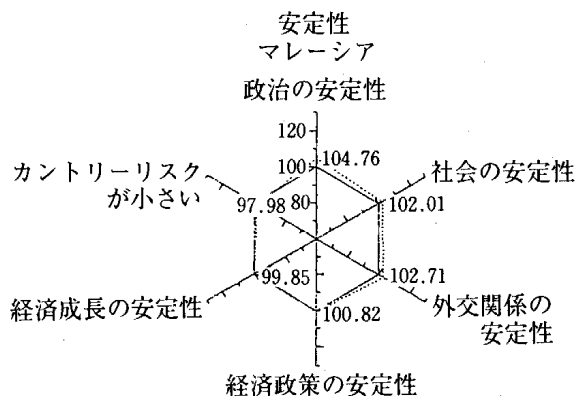 安定性
マレーシア
政治の安定性
120
100
104.76
カントリーリスク
が小さい
社会の安定性
80
97.98
102.01
99.85
102.71
経済成長の安定性
100.82
外交関係の
安定性
経済政策の安定性